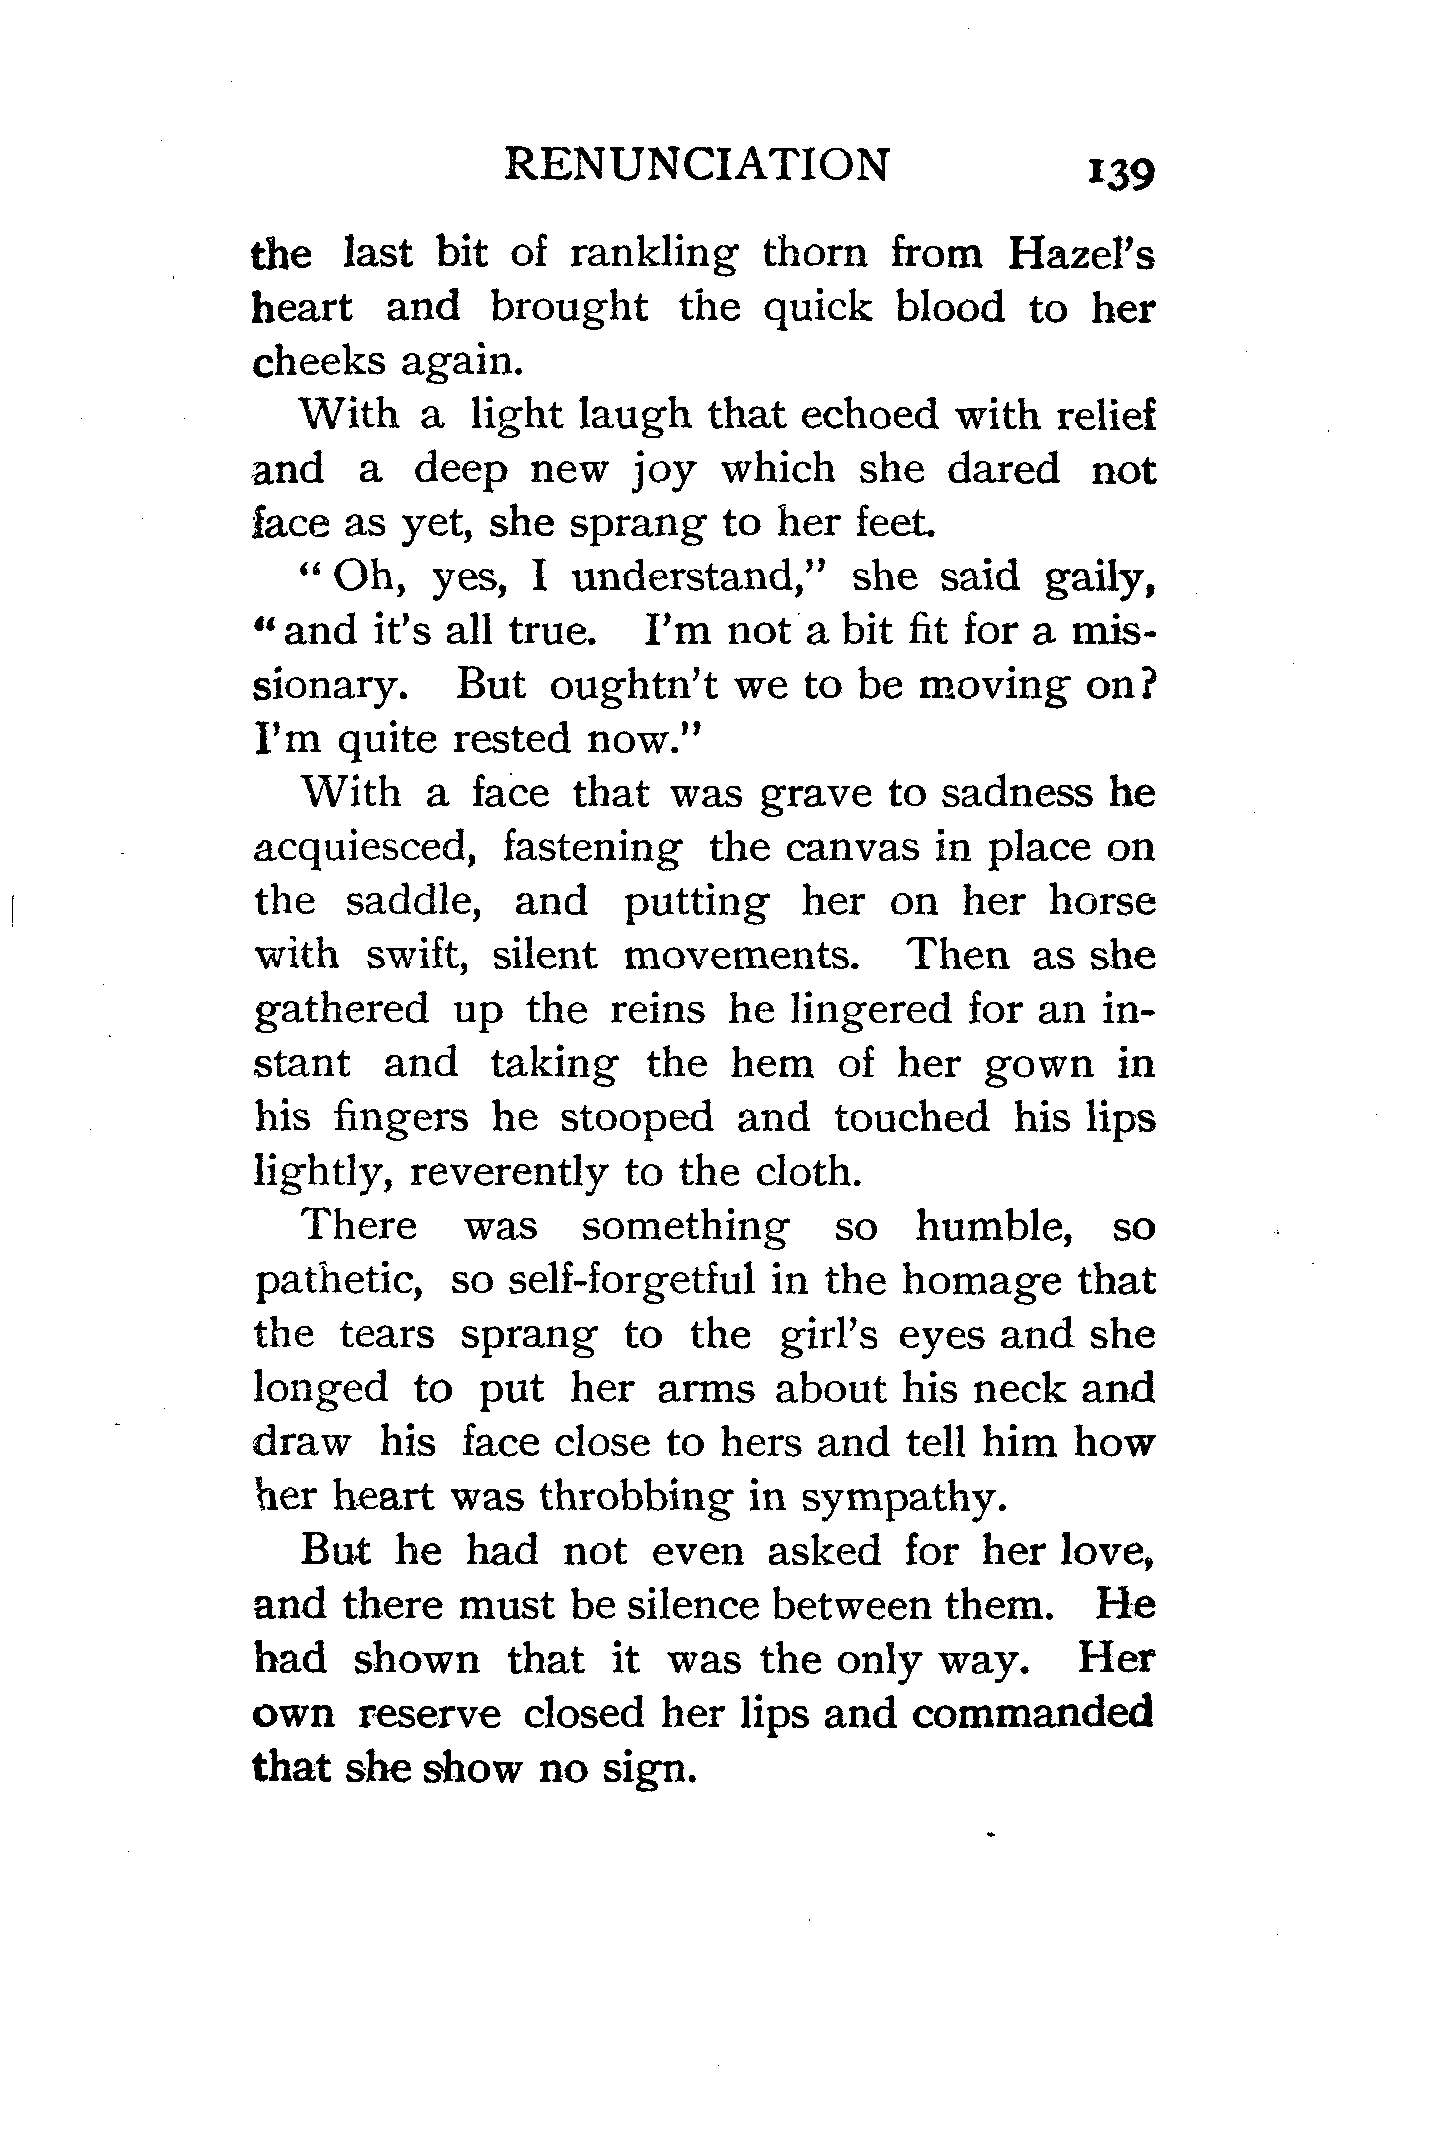 RENUNCIATION 139
the last bit of rankling thorn from Hazel's
heart and brought the quick blood to her
cheeks again.
With a light laugh that echoed with relief
and a deep new joy which she dared not
face as yet, she sprang to her feet.
"Oh, yes, I understand," she said gaily,
"and it's all true. I'm not a bit fit for a mis-
sionary. But oughtn't we to be moving on?
I'm quite rested now."
With a face that was grave to sadness he
acquiesced, fastening the canvas in place on
the saddle, and putting her on her horse
with swift, silent movements. Then as she
gathered up the reins he lingered for an in-
stant and taking the hem of her gown in
his fingers he stooped and touched his lips
lightly, reverently to the cloth.
There was something so humble, so
pathetic, so self-forgetful in the homage that
the tears sprang to the girl's eyes and she
longed to put her arms about his neck and
draw his face close to hers and tell him how
her heart was throbbing in sympathy.
But he had not even asked for her love,
and there must be silence between them. He
had shown that it was the only way. Her
own reserve closed her lips and commanded
that she show no sign.